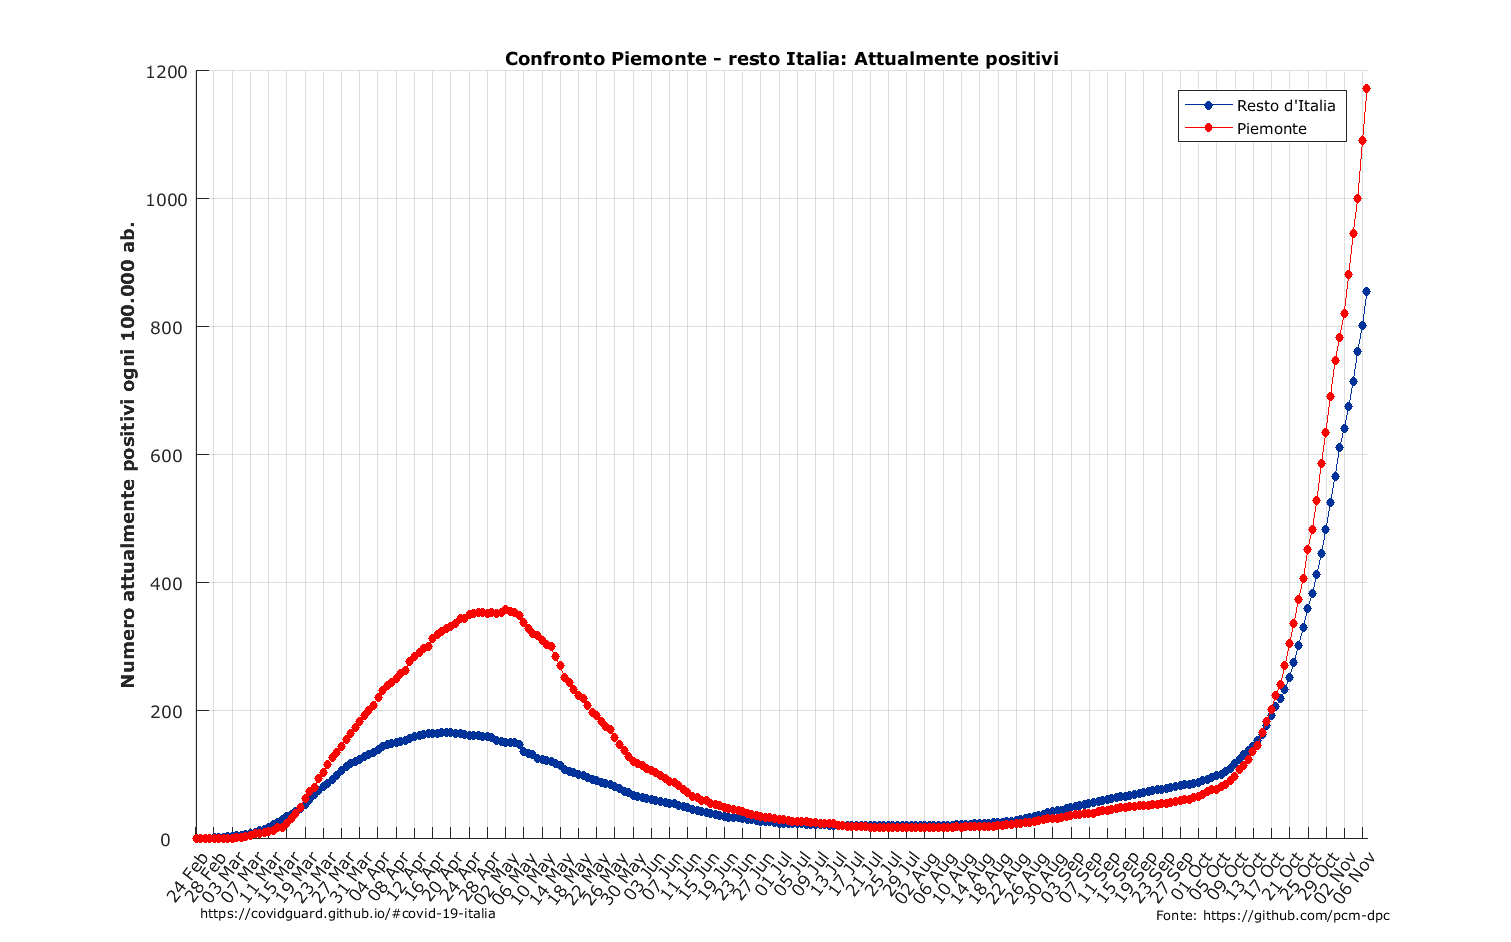 Confronto Piemonte - resto Italia: Attualmente positivi
Numero attualmente positivi ogni 100.000 ab.
1200
1000
800
600
400
200
0
Resto d'Italia
Piemonte
24 Feb
28 Feb
03 Mar
07 Mar
11 Mar
15 Mar
19 Mar
23 Mar
27 Mar
31 Mar
04 Apr
08 Apr
12 Apr
16 Apr
20 Apr
24 Apr
28 Apr
02 May
06 May
10 May
14 May
18 May
22 May
26 May
30 May
03 Jun
07 Jun
11 Jun
15 Jun
19 Jun
23 Jun
27 Jun
01 Jul
05 Jul
09 Jul
13 Jul
17 Jul
21 Jul
25 Jul
29 Jul
02 Aug
06 Aug
10 Aug
14 Aug
18 Aug
22 Aug
26 Aug
30 Aug
03 Sep
07 Sep
11 Sep
15 Sep
19 Sep
23 Sep
27 Sep
01 Oct
05 Oct
09 Oct
13 Oct
17 Oct
21 Oct
25 Oct
29 Oct
02 Nov
06 Nov
https://covidguard.github.io/#covid-19-italia
Fonte: https://github.com/pcm-dpc